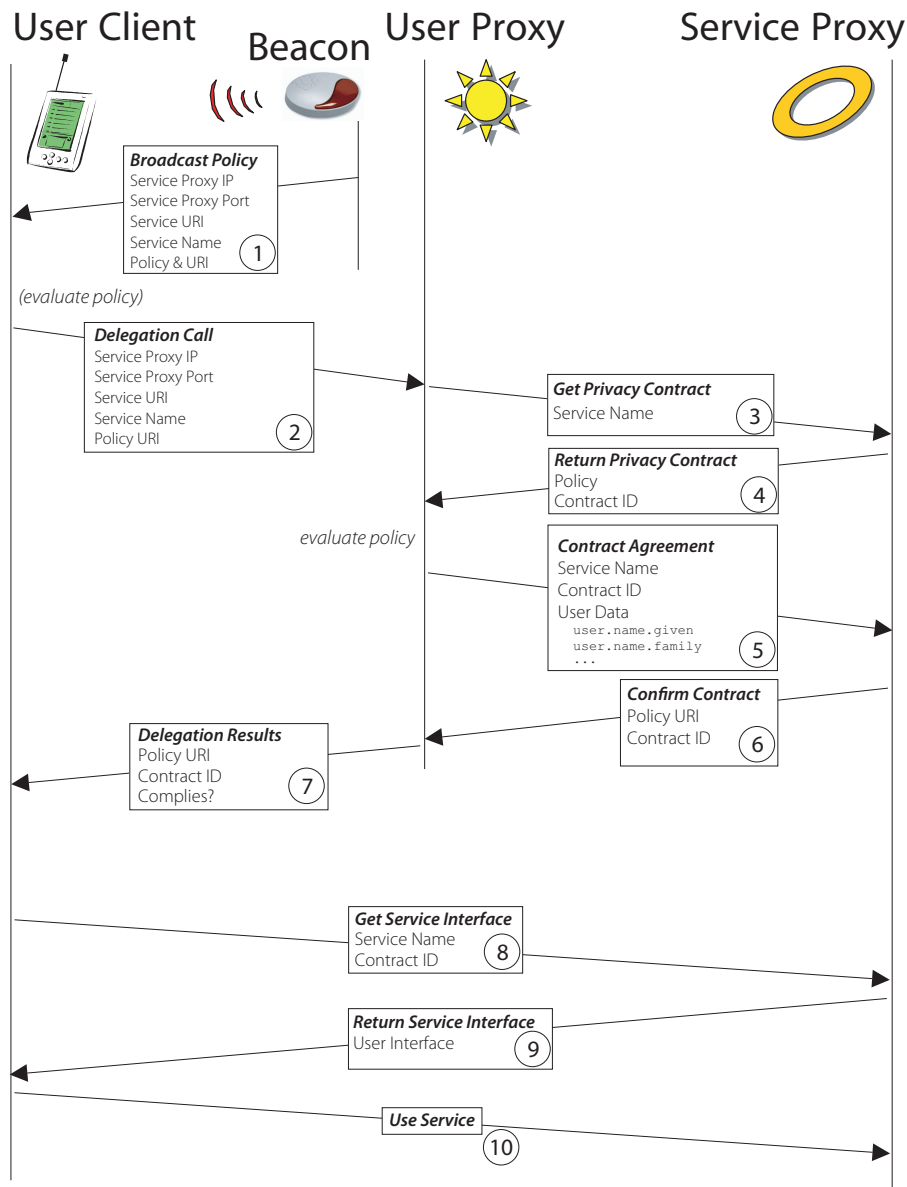 User Client
Beacon
User Proxy
Service Proxy
Broadcast Policy
Service Proxy IP
Service Proxy Port
Service URI
Service Name
Policy & URI
1
(evaluate policy)
Delegation Call
Service Proxy IP
Service Proxy Port
Service URI
Service Name
Policy URI
2
Get Privacy Contract
Service Name
3
Return Privacy Contract
Policy
Contract ID
4
evaluate policy
Contract Agreement
Service Name
Contract ID
User Data
user.name.given
user.name.family
...
5
Confirm Contract
Policy URI
Contract ID
6
Delegation Results
Policy URI
Contract ID
Complies?
7
Get Service Interface
Service Name
Contract ID
8
Return Service Interface
User Interface
9
Use Service
10